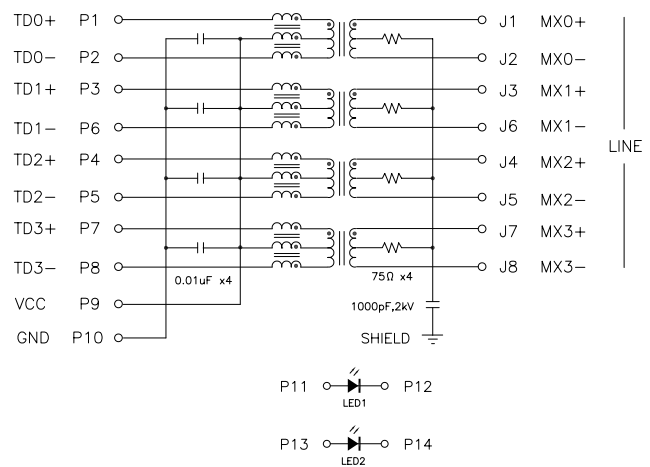 TD0+ P1 J1 MX0+
TD0− P2 J2 MX0−
TD1+ P3 J3 MX1+
TD1− P6 J6 MX1−
LINE
TD2+ P4 J4 MX2+
TD2− P5 J5 MX2−
TD3+ P7 J7 MX3+
TD3− P8 J8 MX3−
0.01uF x4 75Ω x4
VCC P9
1000pF,2kV
GND P10 SHIELD
P11 P12
LED1
P13 P14
LED2